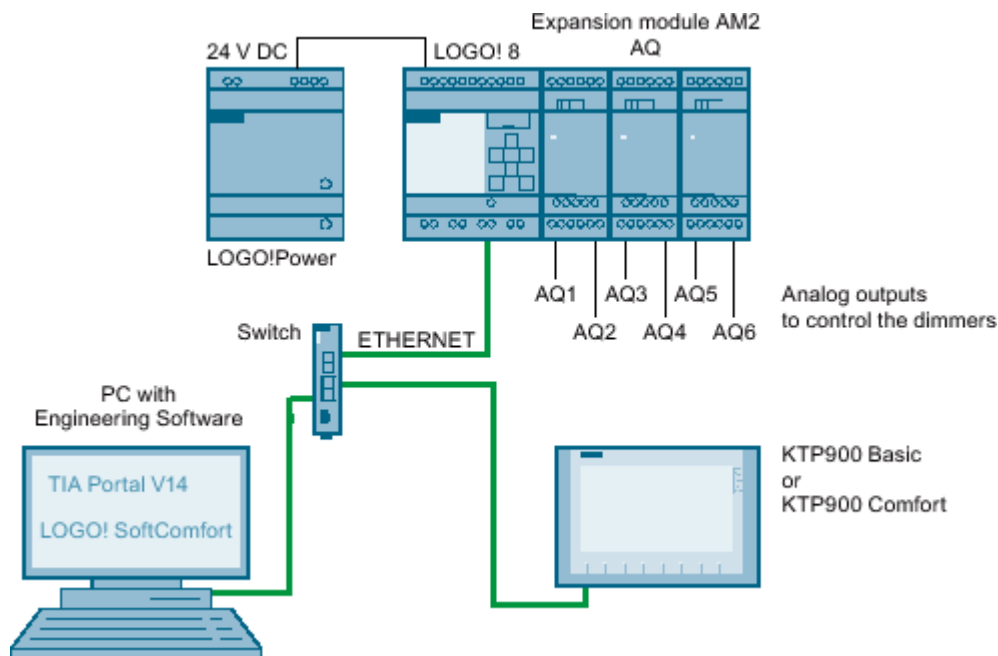 Expansion module AM2
AQ
24 V DC
LOGO! 8
LOGO!Power
AQ1
AQ3
AQ5
AQ2
AQ4
AQ6
Analog outputs
to control the dimmers
Switch
ETHERNET
PC with
Engineering Software
TIA Portal V14
LOGO! SoftComfort
KTP900 Basic
or
KTP900 Comfort